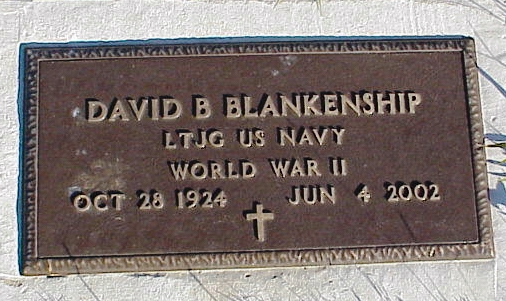 DAVID B BLANKENSHIP
LTJG US NAVY
WORLD WAR II
OCT 28 1924 JUN 4 2002